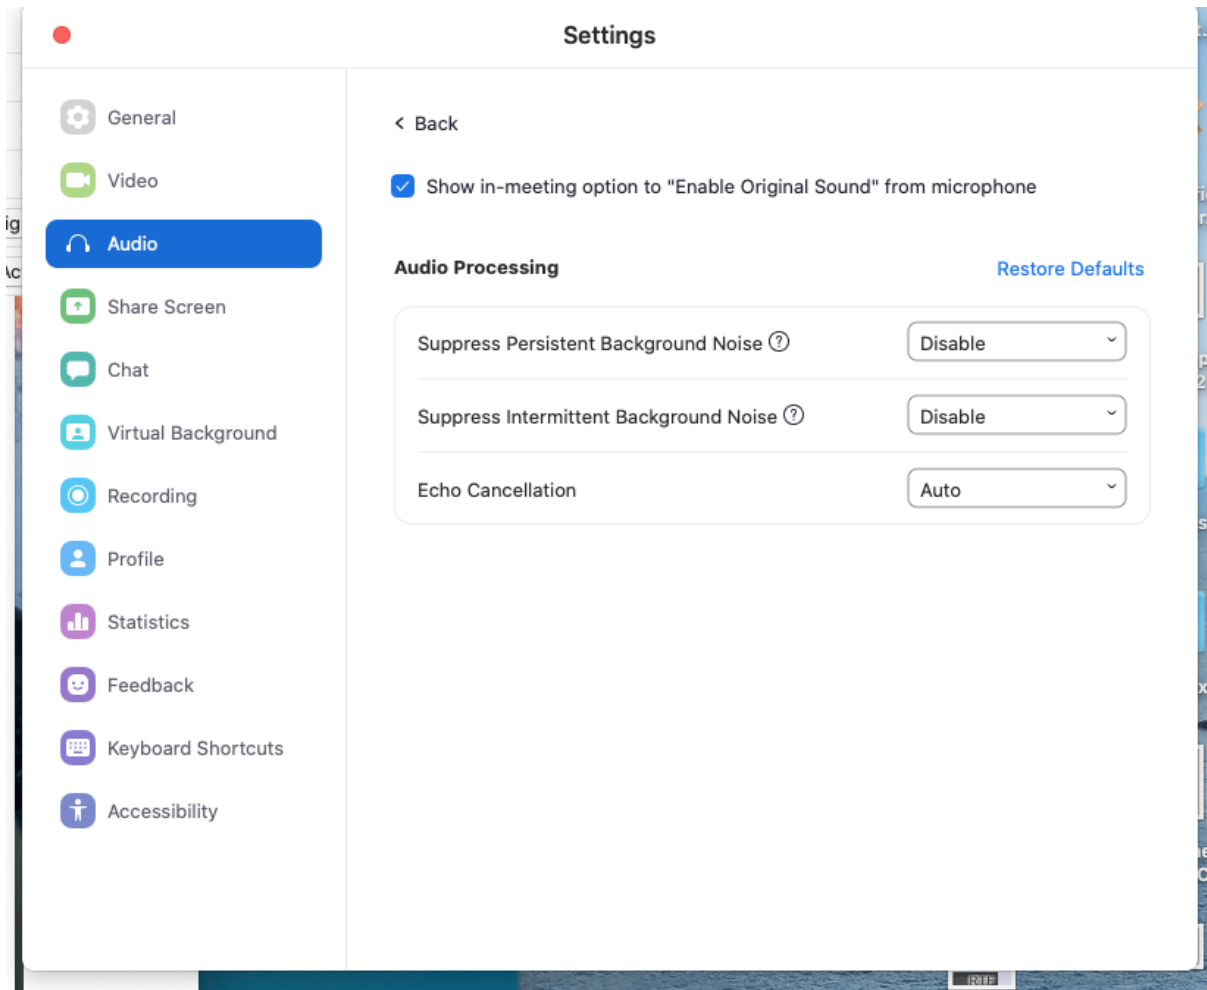 Settings
General
Video
Audio
Share Screen
Chat
Virtual Background
Recording
Profile
Statistics
Feedback
Keyboard Shortcuts
Accessibility
< Back
Show in-meeting option to "Enable Original Sound" from microphone
Audio Processing
Restore Defaults
Suppress Persistent Background Noise ?
Disable
Suppress Intermittent Background Noise ?
Disable
Echo Cancellation
Auto
RTF